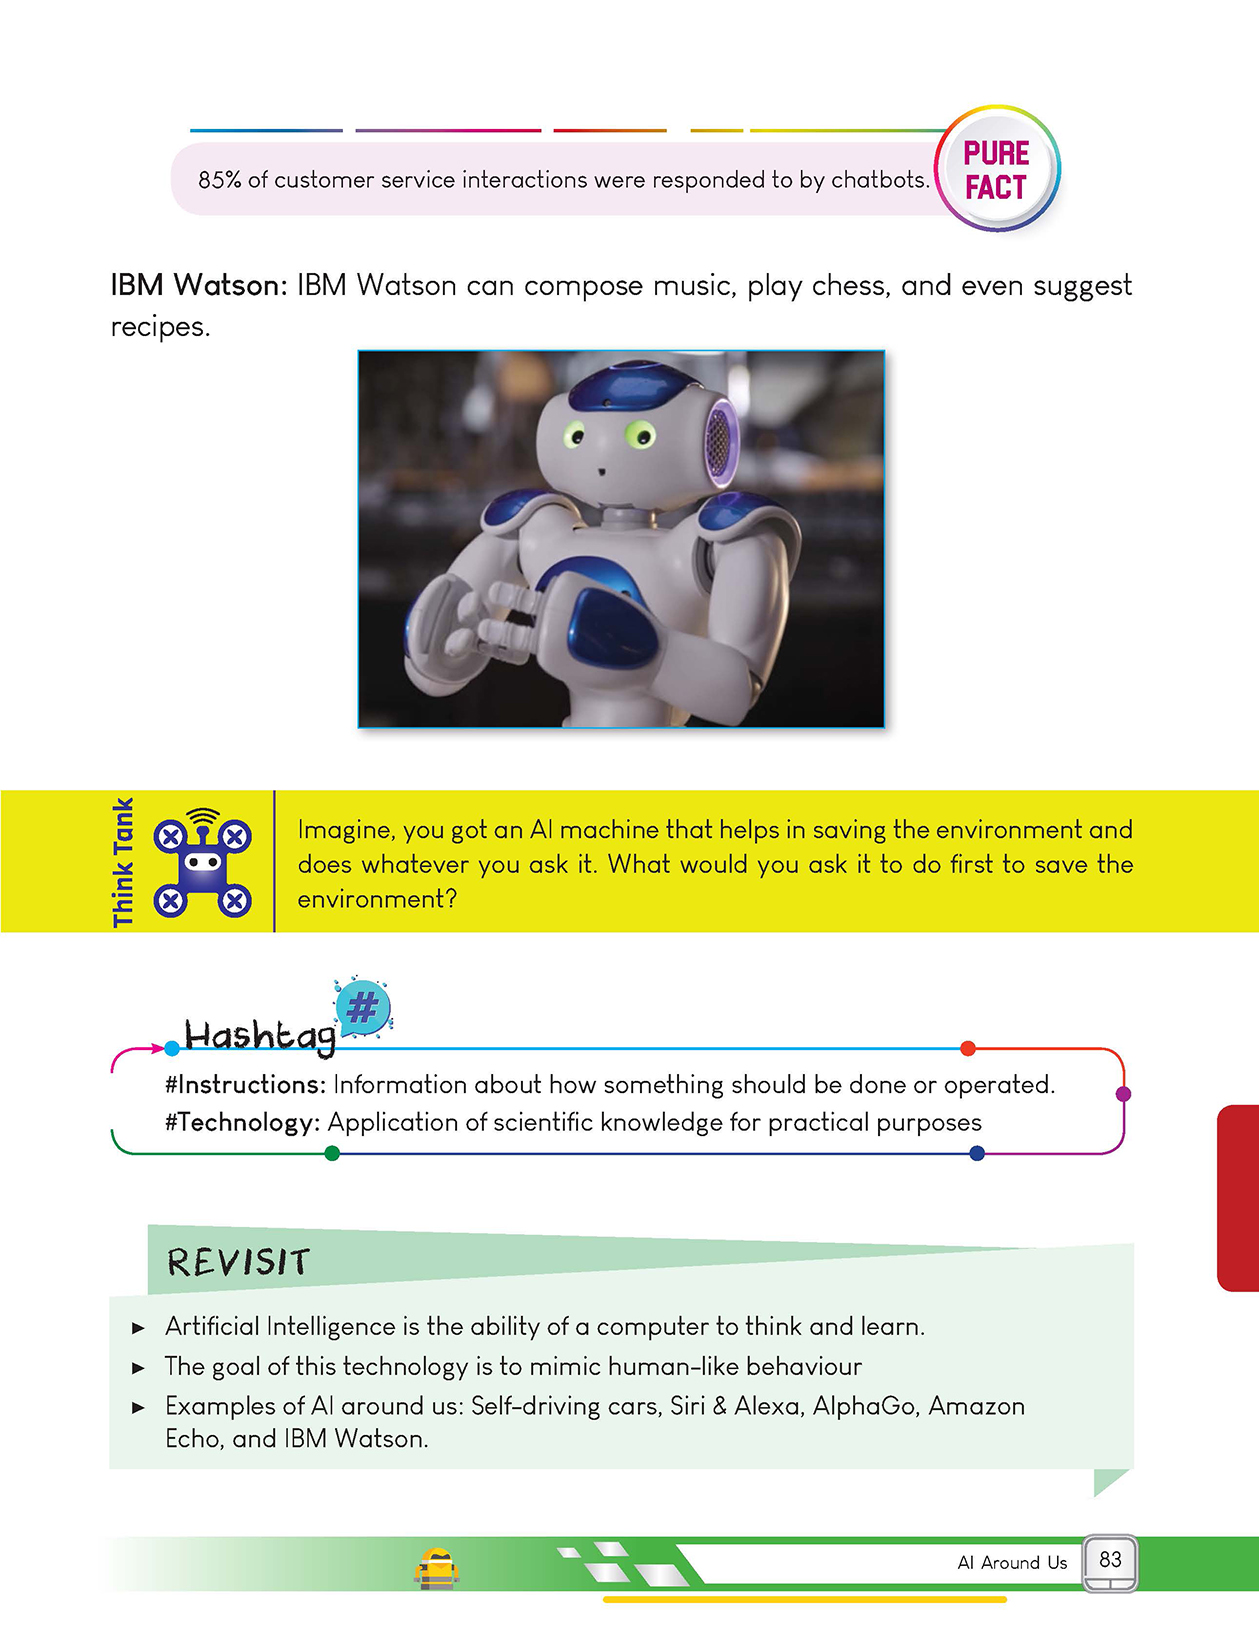 85% of customer service interactions were responded to by chatbots.
PURE
FACT
IBM Watson: IBM Watson can compose music, play chess, and even suggest
recipes.
Think Tank
Imagine, you got an AI machine that helps in saving the environment and
does whatever you ask it. What would you ask it to do first to save the
environment?
Hashtag
#
#Instructions: Information about how something should be done or operated.
#Technology: Application of scientific knowledge for practical purposes
REVISIT
► Artificial Intelligence is the ability of a computer to think and learn.
► The goal of this technology is to mimic human-like behaviour
► Examples of AI around us: Self-driving cars, Siri & Alexa, AlphaGo, Amazon
Echo, and IBM Watson.
AI Around Us
83